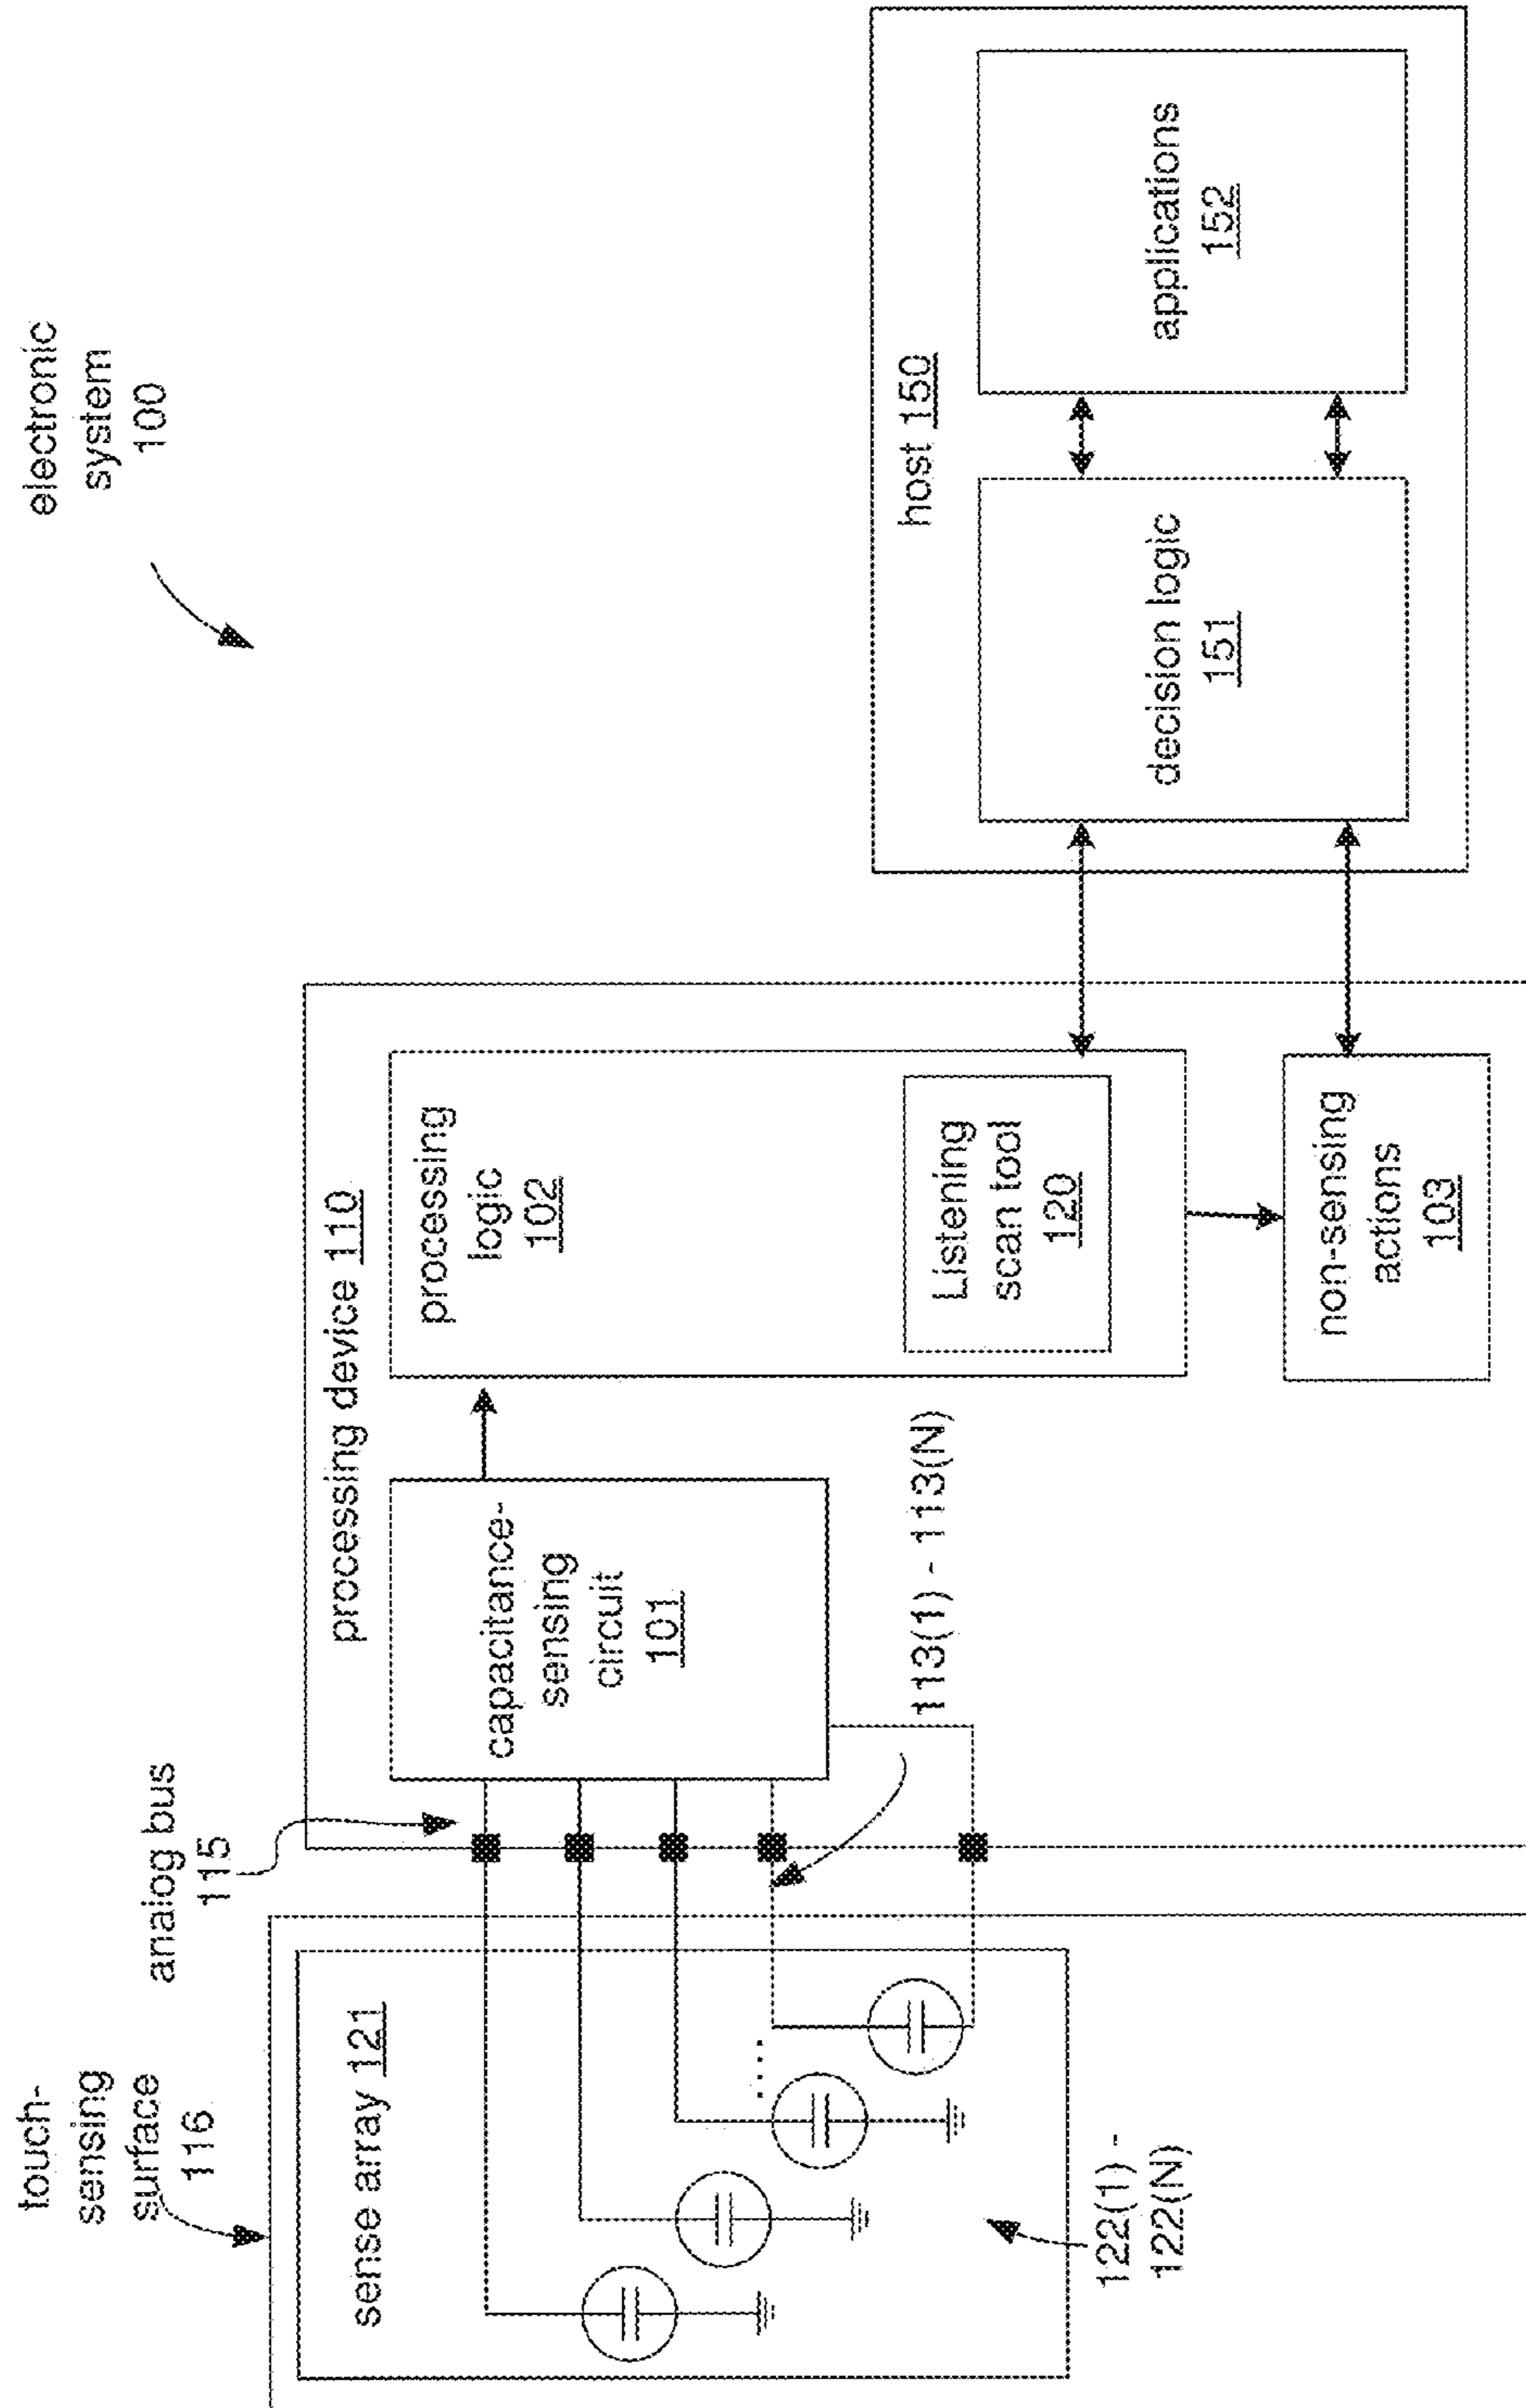 electronic
system
100
touch-
sensing
surface
116
analog bus
115
sense array 121
122(1) -
122(N)
processing device 110
capacitance-
sensing
circuit
101
113(1) - 113(N)
processing
logic
102
Listening
scan tool
120
non-sensing
actions
103
host 150
decision logic
151
applications
152